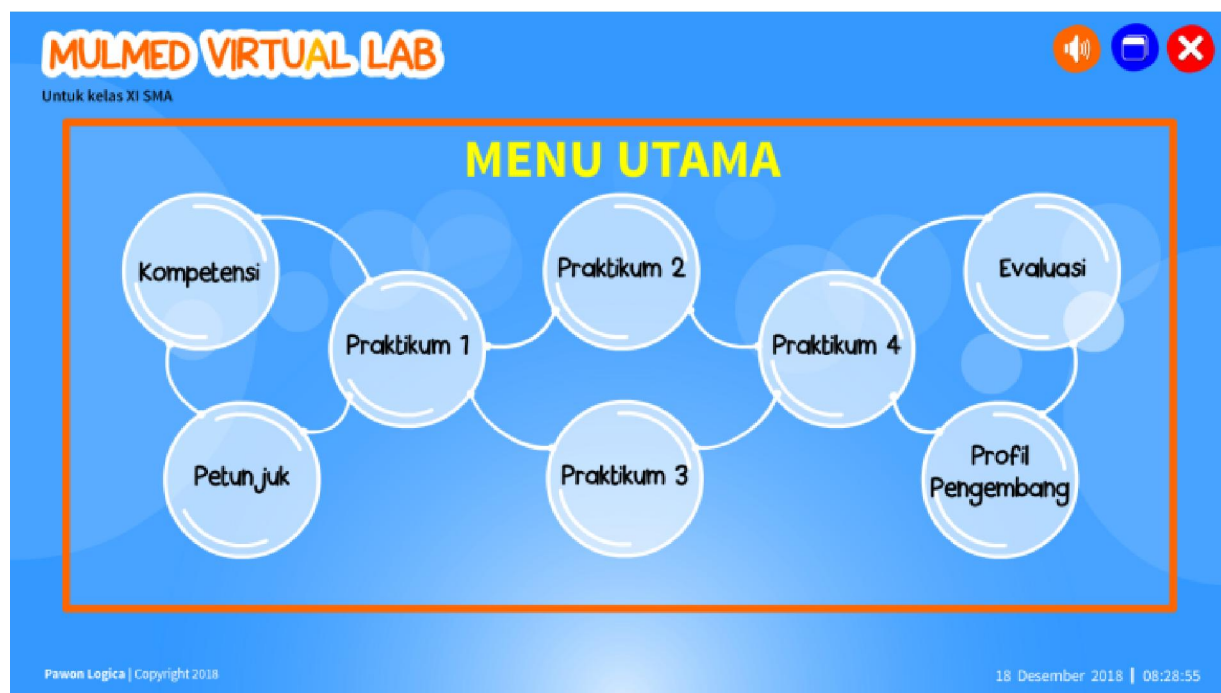 MULMED VIRTUAL LAB
Untuk kelas XI SMA
MENU UTAMA
Kompetensi
Praktikum 1
Praktikum 2
Praktikum 4
Evaluasi
Petunjuk
Praktikum 3
Profil
Pengembang
Pawon Logica | Copyright 2018
18 Desember 2018 | 08:28:55